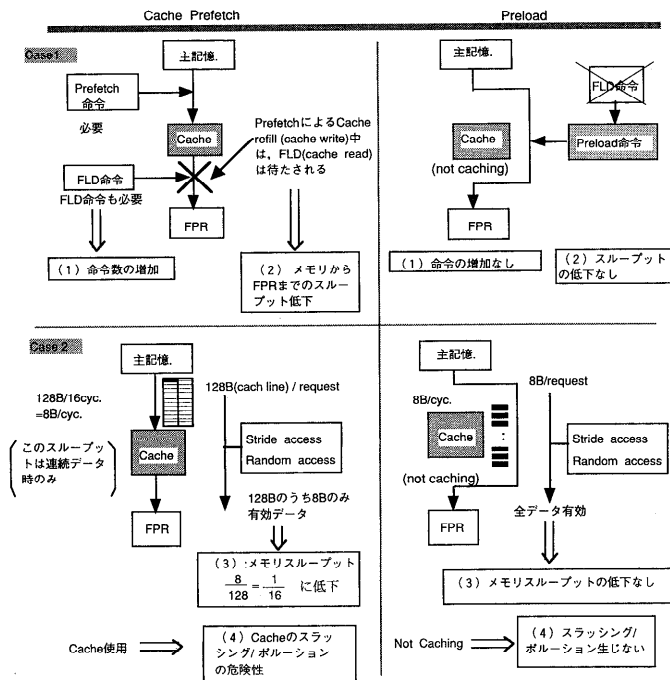 Cache Prefetch
Preload
Case1
主記憶.
Prefetch
命令
必要
Cache
PrefetchによるCache
refill (cache write)中
は，FLD(cache read)
は待たされる
FLD命令
FLD命令も必要
FPR
(1) 命令数の増加
(2) メモリから
FPRまでのスルー
プット低下
主記憶.
FLD命令
Cache
(not caching)
Preload命令
FPR
(1) 命令の増加なし
(2) スループット
の低下なし
Case 2
主記憶.
128B/16cyc.
=8B/cyc.
このスループッ
トは連続データ
時のみ
Cache
FPR
128B(cach line) / request
Stride access
Random access
128Bのうち8Bのみ
有効データ
(3) :メモリスループット
8/128 = 1/16 に低下
Cache使用
(4) Cacheのスラッ
シング/ ポルーション
の危険性
主記憶.
8B/cyc.
Cache
(not caching)
FPR
8B/request
Stride access
Random access
全データ有効
(3) メモリスルーブットの低下なし
Not Caching
(4) スラッシング/
ポルーション生じない